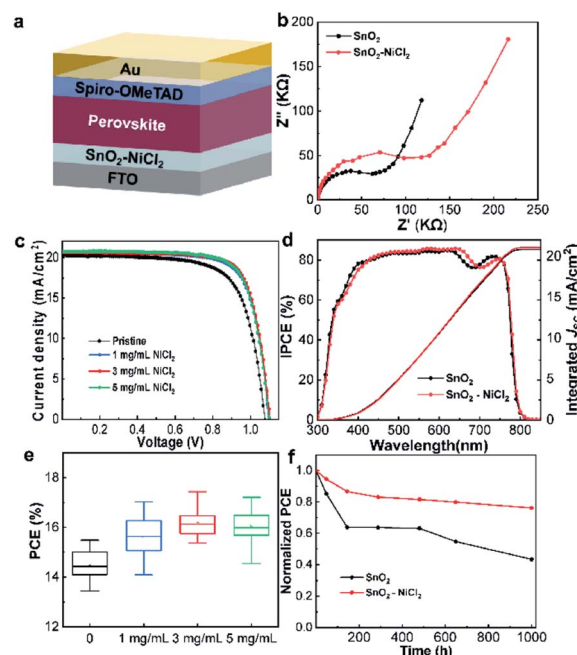 a
Au
Spiro-OMeTAD
Perovskite
SnO₂-NiCl₂
FTO
b
Z'' (KΩ)
200
150
100
50
0
SnO₂
SnO₂-NiCl₂
0 50 100 150 200 250
Z' (KΩ)
c
Current density (mA/cm²)
25
20
15
10
5
0
Pristine
1 mg/mL NiCl₂
3 mg/mL NiCl₂
5 mg/mL NiCl₂
0.2 0.4 0.6 0.8 1.0
Voltage (V)
d
IPCE (%)
80
60
40
20
0
SnO₂
SnO₂ - NiCl₂
20
15
10
5
0
Integrated JSC (mA/cm²)
300 400 500 600 700 800
Wavelength(nm)
e
PCE (%)
18
16
14
12
0 1 mg/mL 3 mg/mL 5 mg/mL
f
Normalized PCE
1.0
0.8
0.6
0.4
0.2
0.0
SnO₂
SnO₂ - NiCl₂
0 200 400 600 800 1000
Time (h)